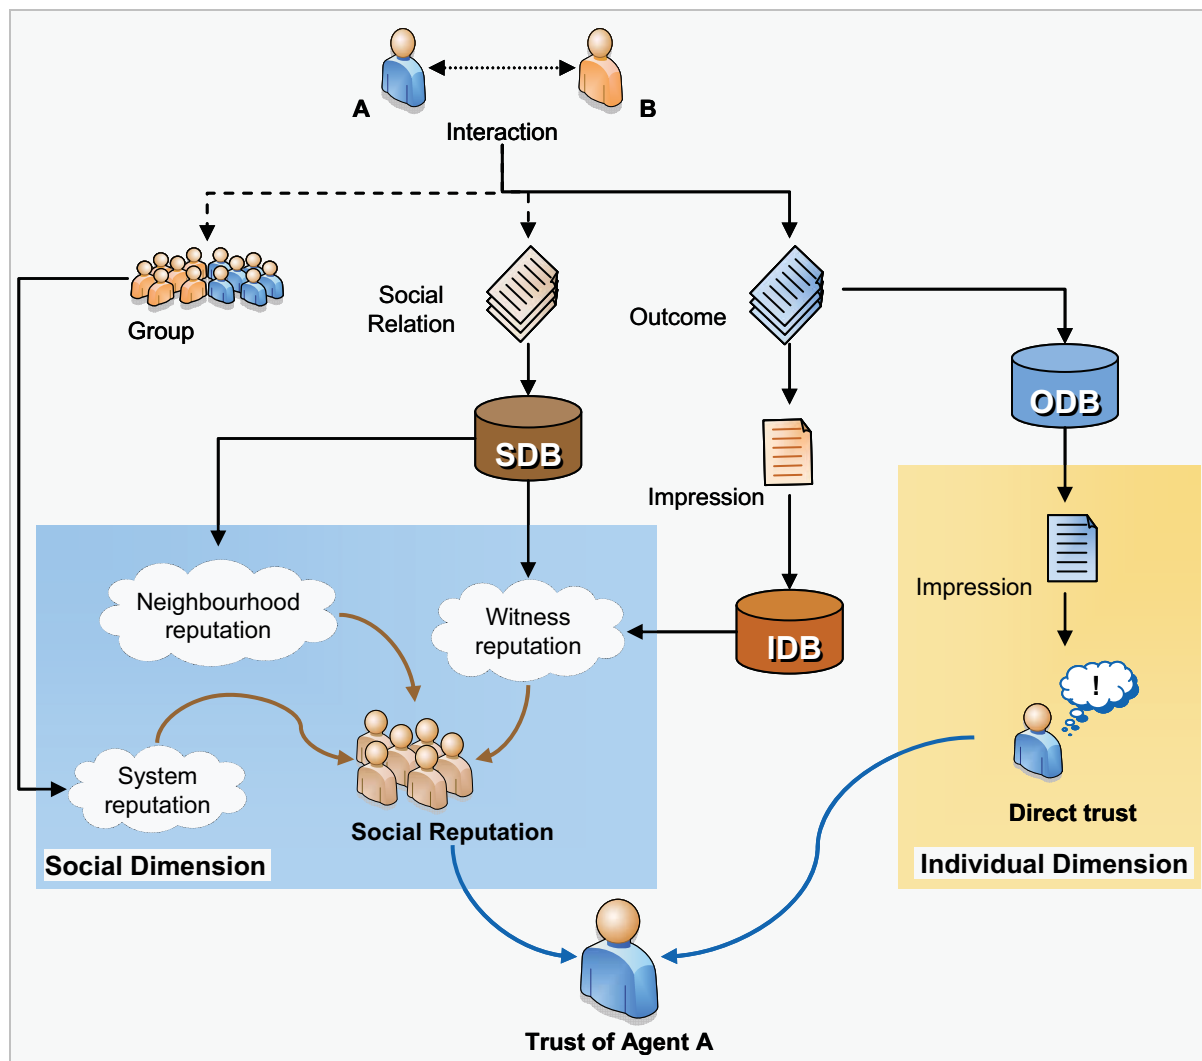 A
B
Interaction
Group
Social
Relation
Outcome
ODB
SDB
Impression
Impression
Neighbourhood
reputation
Witness
reputation
IDB
!
System
reputation
Direct trust
Social Reputation
Social Dimension
Individual Dimension
Trust of Agent A